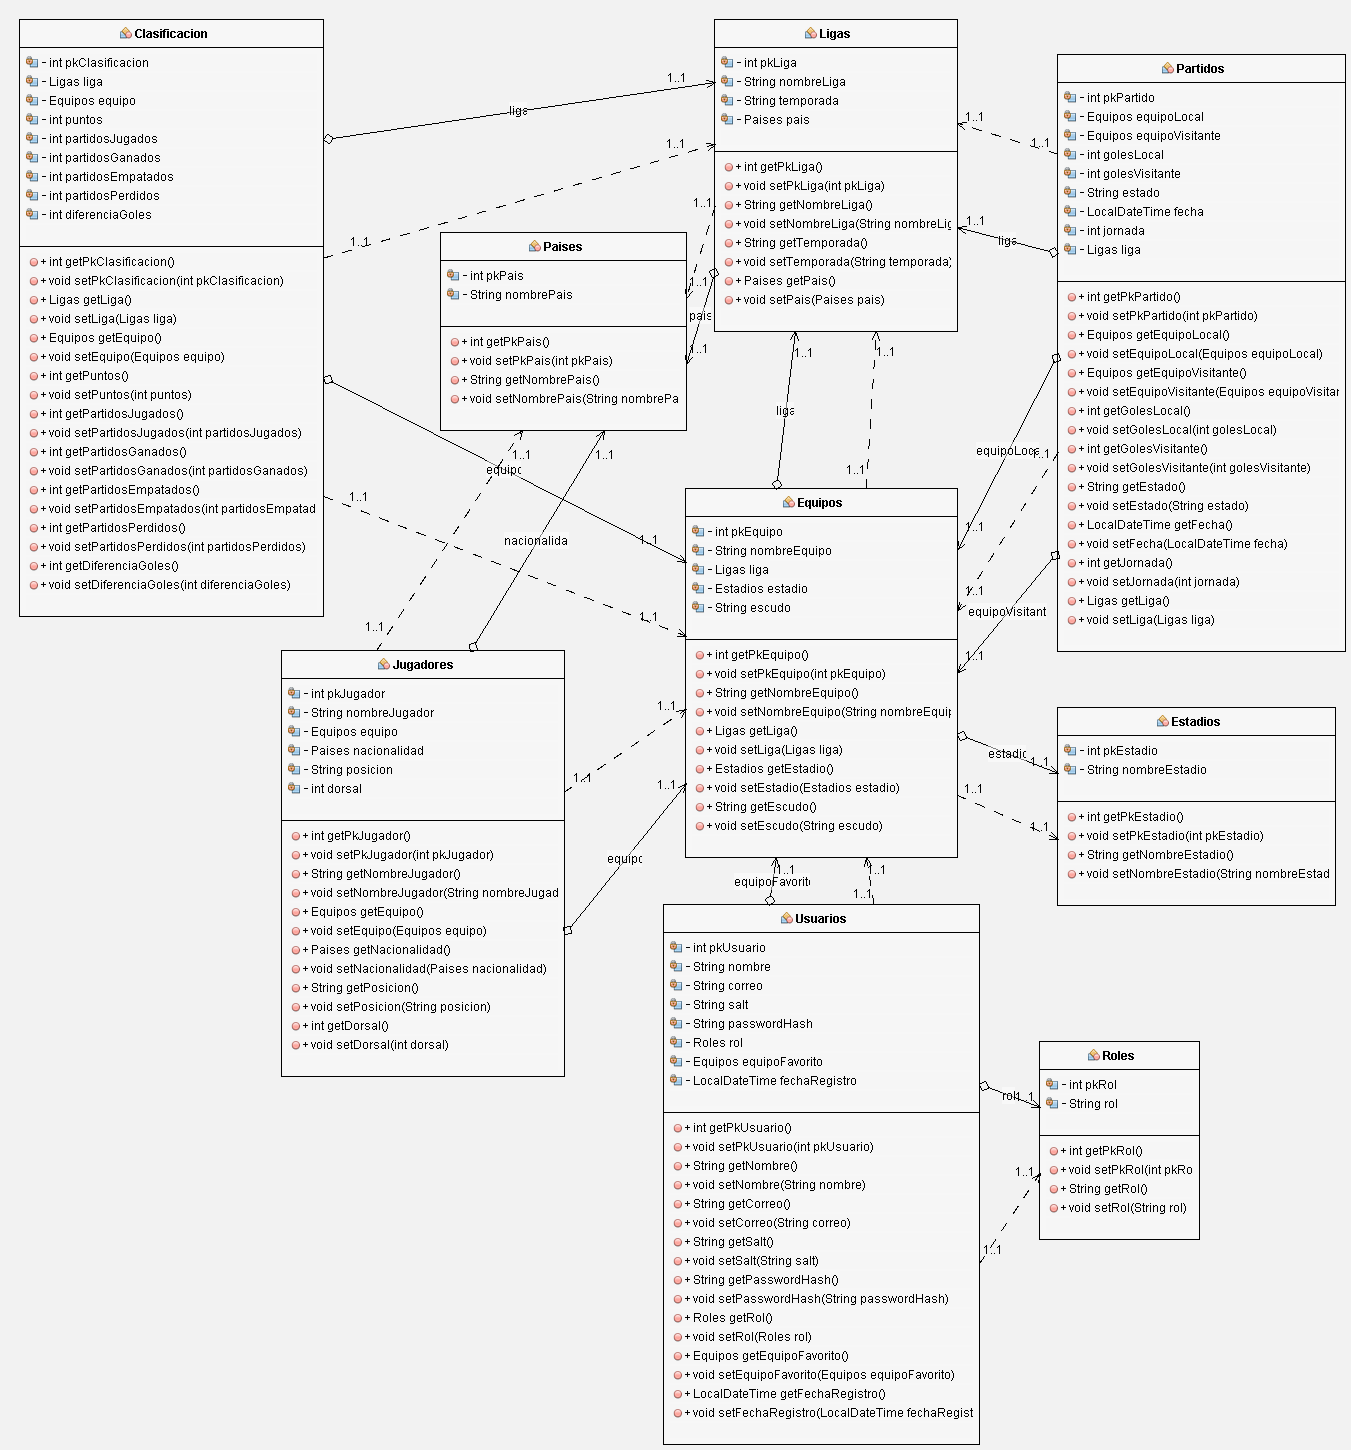 Clasificacion
- int pkClasificacion
- Ligas liga
- Equipos equipo
- int puntos
- int partidosJugados
- int partidosGanados
- int partidosEmpatados
- int partidosPerdidos
- int diferenciaGoles
+ int getPkClasificacion()
+ void setPkClasificacion(int pkClasificacion)
+ Ligas getLiga()
+ void setLiga(Ligas liga)
+ Equipos getEquipo()
+ void setEquipo(Equipos equipo)
+ int getPuntos()
+ void setPuntos(int puntos)
+ int getPartidosJugados()
+ void setPartidosJugados(int partidosJugados)
+ int getPartidosGanados()
+ void setPartidosGanados(int partidosGanados)
+ int getPartidosEmpatados()
+ void setPartidosEmpatados(int partidosEmpatad
+ int getPartidosPerdidos()
+ void setPartidosPerdidos(int partidosPerdidos)
+ int getDiferenciaGoles()
+ void setDiferenciaGoles(int diferenciaGoles)
liga
1..1
1..1
1..1
equipo
1..1
1..1
1..1
Paises
- int pkPais
- String nombrePais
+ int getPkPais()
+ void setPkPais(int pkPais)
+ String getNombrePais()
+ void setNombrePais(String nombrePa
1..1
1..1
pais
1..1
1..1
1..1
nacionalida
1..1
Ligas
- int pkLiga
- String nombreLiga
- String temporada
- Paises pais
+ int getPkLiga()
+ void setPkLiga(int pkLiga)
+ String getNombreLiga()
+ void setNombreLiga(String nombreLig
+ String getTemporada()
+ void setTemporada(String temporada)
+ Paises getPais()
+ void setPais(Paises pais)
1..1
1..1
1..1
liga
1..1
1..1
liga
1..1
Partidos
- int pkPartido
- Equipos equipoLocal
- Equipos equipoVisitante
- int golesLocal
- int golesVisitante
- String estado
- LocalDateTime fecha
- int jornada
- Ligas liga
+ int getPkPartido()
+ void setPkPartido(int pkPartido)
+ Equipos getEquipoLocal()
+ void setEquipoLocal(Equipos equipoLocal)
+ Equipos getEquipoVisitante()
+ void setEquipoVisitante(Equipos equipoVisitar
+ int getGolesLocal()
+ void setGolesLocal(int golesLocal)
+ int getGolesVisitante()
+ void setGolesVisitante(int golesVisitante)
+ String getEstado()
+ void setEstado(String estado)
+ LocalDateTime getFecha()
+ void setFecha(LocalDateTime fecha)
+ int getJornada()
+ void setJornada(int jornada)
+ Ligas getLiga()
+ void setLiga(Ligas liga)
equipoLoca
1..1
1..1
1..1
equipoVisitant
1..1
Equipos
- int pkEquipo
- String nombreEquipo
- Ligas liga
- Estadios estadio
- String escudo
+ int getPkEquipo()
+ void setPkEquipo(int pkEquipo)
+ String getNombreEquipo()
+ void setNombreEquipo(String nombreEquip
+ Ligas getLiga()
+ void setLiga(Ligas liga)
+ Estadios getEstadio()
+ void setEstadio(Estadios estadio)
+ String getEscudo()
+ void setEscudo(String escudo)
Jugadores
- int pkJugador
- String nombreJugador
- Equipos equipo
- Paises nacionalidad
- String posicion
- int dorsal
+ int getPkJugador()
+ void setPkJugador(int pkJugador)
+ String getNombreJugador()
+ void setNombreJugador(String nombreJugad
+ Equipos getEquipo()
+ void setEquipo(Equipos equipo)
+ Paises getNacionalidad()
+ void setNacionalidad(Paises nacionalidad)
+ String getPosicion()
+ void setPosicion(String posicion)
+ int getDorsal()
+ void setDorsal(int dorsal)
1..1
1..1
1..1
equipo
estadio
1..1
1..1
1..1
Estadios
- int pkEstadio
- String nombreEstadio
+ int getPkEstadio()
+ void setPkEstadio(int pkEstadio)
+ String getNombreEstadio()
+ void setNombreEstadio(String nombreEstad
1..1
equipoFavorito
1..1
1..1
Usuarios
- int pkUsuario
- String nombre
- String correo
- String salt
- String passwordHash
- Roles rol
- Equipos equipoFavorito
- LocalDateTime fechaRegistro
+ int getPkUsuario()
+ void setPkUsuario(int pkUsuario)
+ String getNombre()
+ void setNombre(String nombre)
+ String getCorreo()
+ void setCorreo(String correo)
+ String getSalt()
+ void setSalt(String salt)
+ String getPasswordHash()
+ void setPasswordHash(String passwordHash)
+ Roles getRol()
+ void setRol(Roles rol)
+ Equipos getEquipoFavorito()
+ void setEquipoFavorito(Equipos equipoFavorito)
+ LocalDateTime getFechaRegistro()
+ void setFechaRegistro(LocalDateTime fechaRegist
rol
1..1
1..1
1..1
Roles
- int pkRol
- String rol
+ int getPkRol()
+ void setPkRol(int pkRo
+ String getRol()
+ void setRol(String rol)